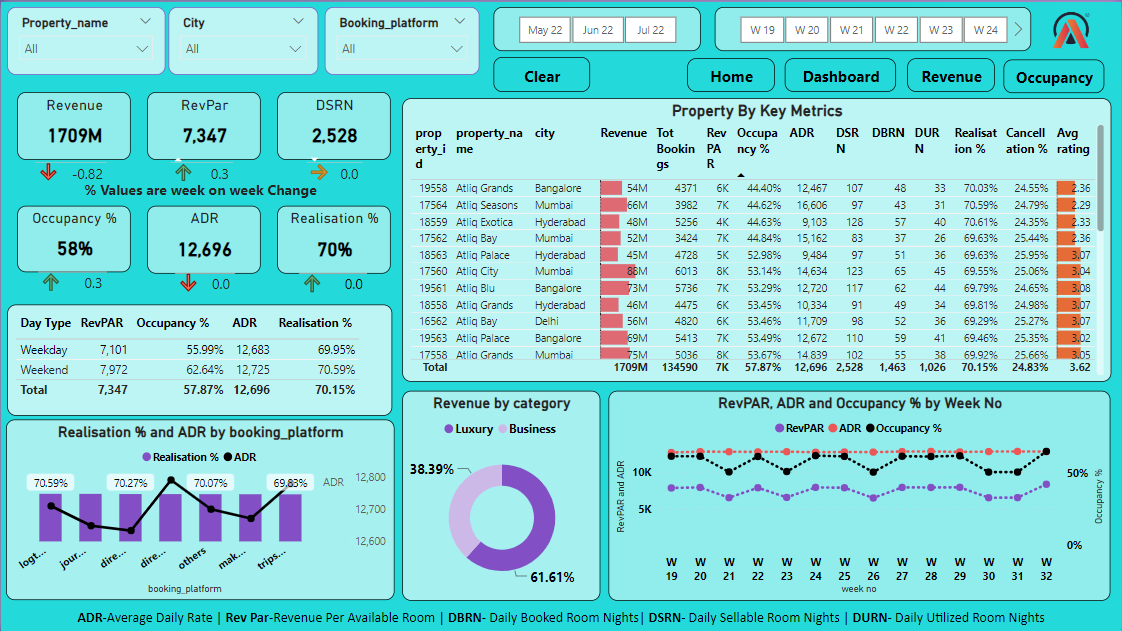 Property_name
All
City
All
Booking_platform
All
May 22 Jun 22 Jul 22
W 19 W 20 W 21 W 22 W 23 W 24
Clear
Home Dashboard Revenue Occupancy
Revenue
1709M
-0.82
RevPar
7,347
0.3
DSRN
2,528
0.0
% Values are week on week Change
Occupancy %
58%
0.3
ADR
12,696
0.0
Realisation %
70%
0.0
Day Type RevPAR Occupancy % ADR Realisation %
Weekday 7,101 55.99% 12,683 69.95%
Weekend 7,972 62.64% 12,725 70.59%
Total 7,347 57.87% 12,696 70.15%
Property By Key Metrics
prop property_na city Revenue Tot Rev Occupa ADR DSR DBRN DUR Realisat Cancell Avg
erty_i me Bookin PA ncy % N N ion % ation % rating
d gs R
19558 Atliq Grands Bangalore 54M 4371 6K 44.40% 12,467 107 48 33 70.03% 24.55% 2.36
17564 Atliq Seasons Mumbai 66M 3982 7K 44.62% 16,606 97 43 31 70.59% 24.79% 2.29
18559 Atliq Exotica Hyderabad 48M 5256 4K 44.63% 9,103 128 57 40 70.61% 24.35% 2.33
17562 Atliq Bay Mumbai 52M 3424 7K 44.84% 15,162 83 37 26 69.63% 25.44% 2.36
18563 Atliq Palace Hyderabad 45M 4728 5K 52.98% 9,484 97 51 36 69.63% 25.95% 3.07
17560 Atliq City Mumbai 88M 6013 8K 53.14% 14,634 123 65 45 69.55% 25.06% 3.04
19561 Atliq Blu Bangalore 73M 5736 7K 53.29% 12,720 117 62 44 69.79% 24.65% 3.08
18558 Atliq Grands Hyderabad 46M 4475 6K 53.45% 10,334 91 49 34 69.81% 24.98% 3.07
16562 Atliq Bay Delhi 56M 4820 6K 53.46% 11,709 98 52 36 69.29% 25.27% 3.07
19563 Atliq Palace Bangalore 69M 5413 7K 53.49% 12,672 110 59 41 69.46% 25.35% 3.02
17558 Atliq Grands Mumbai 75M 5036 8K 53.67% 14,839 102 55 38 69.92% 25.66% 3.05
Total 1709M 134590 7K 57.87% 12,696 2,528 1,463 1,026 70.15% 24.83% 3.62
Realisation % and ADR by booking_platform
Realisation % ADR
70.59% 70.27% 70.07% 69.83%
ADR
12,800
12,700
12,600
logt... jour... dire... dire... others mak... trips...
booking_platform
Revenue by category
Luxury Business
38.39%
61.61%
RevPAR, ADR and Occupancy % by Week No
RevPAR ADR Occupancy %
RevPAR and ADR
10K
5K
50%
0%
Occupancy %
W W W W W W W W W W W W W W
19 20 21 22 23 24 25 26 27 28 29 30 31 32
week no
ADR-Average Daily Rate | Rev Par-Revenue Per Available Room | DBRN- Daily Booked Room Nights| DSRN- Daily Sellable Room Nights | DURN- Daily Utilized Room Nights